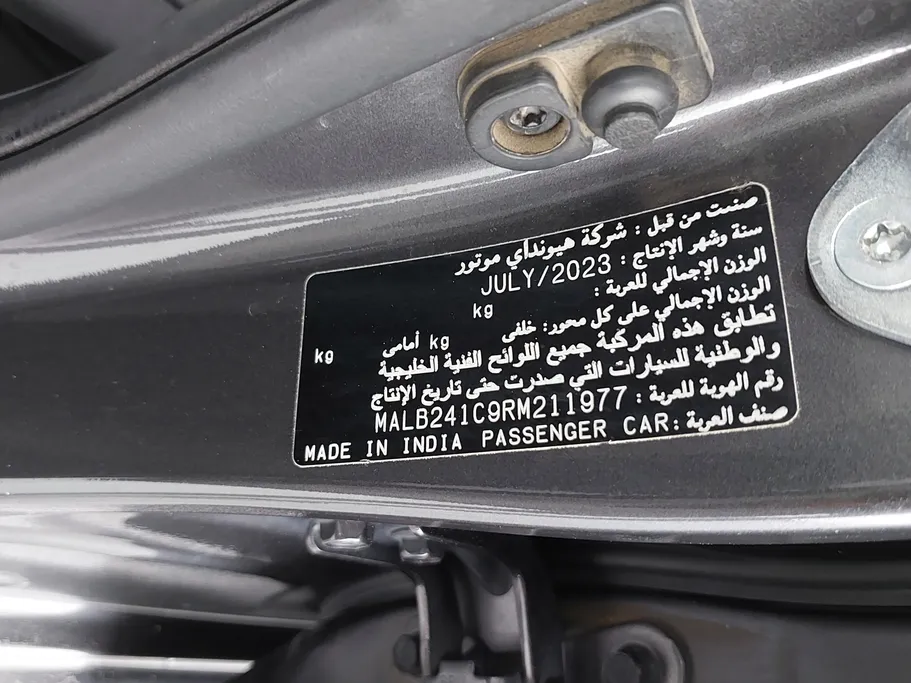 صنعت من قبل : شركة هيونداي موتور
سنة وشهر الإنتاج : JULY/2023
الوزن الإجمالي للعربة : kg
الوزن الإجمالي على كل محور: خلفى kg أمامى kg
تطابق هذه المركبة جميع اللوائح الفنية الخليجية
والوطنية للسيارات التي صدرت حتى تاريخ الإنتاج
رقم الهوية للعربة : MALB241C9RM211977
صنف العربة : PASSENGER CAR MADE IN INDIA